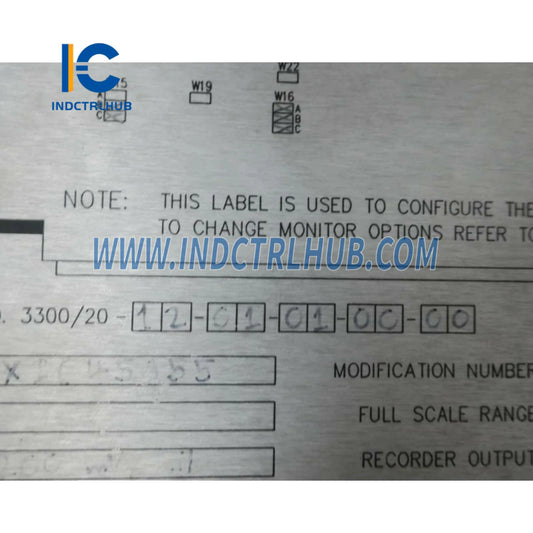 IC
INDCTRLHUB
W22
W19
W16
A
B
C
NOTE: THIS LABEL IS USED TO CONFIGURE THE
TO CHANGE MONITOR OPTIONS REFER TO
WWW.INDCTRLHUB.COM
. 3300/20 - 12 - 01 - 01 - 00 - 00
MODIFICATION NUMBER
FULL SCALE RANGE
RECORDER OUTPUT